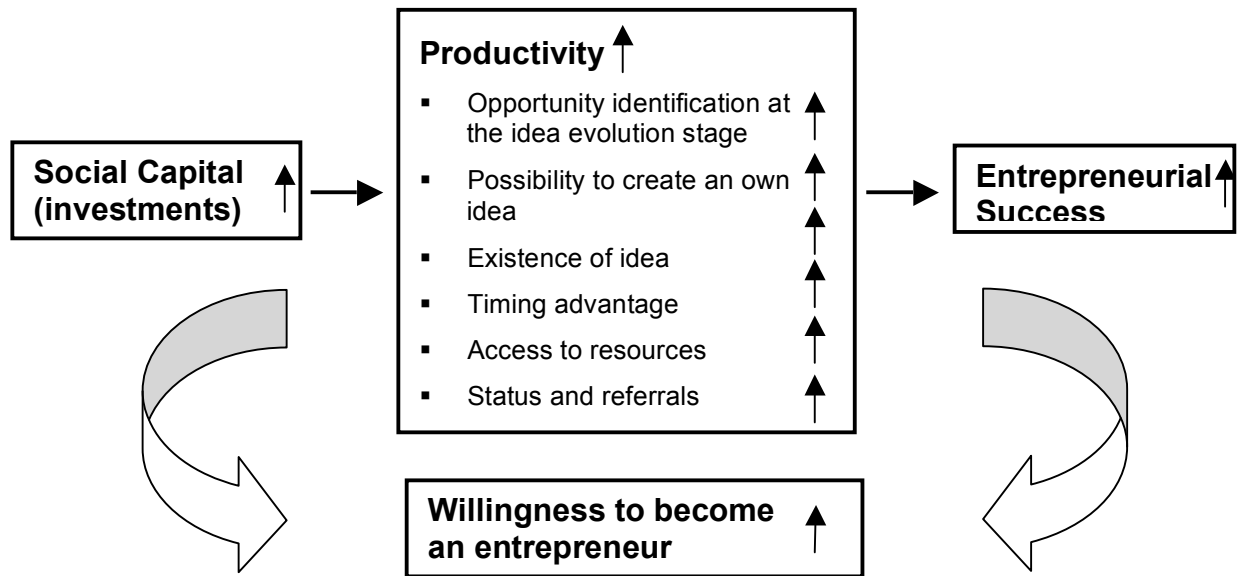 Productivity
▪ Opportunity identification at
the idea evolution stage
▪ Possibility to create an own
idea
▪ Existence of idea
▪ Timing advantage
▪ Access to resources
▪ Status and referrals
Social Capital
(investments)
Entrepreneurial
Success
Willingness to become
an entrepreneur